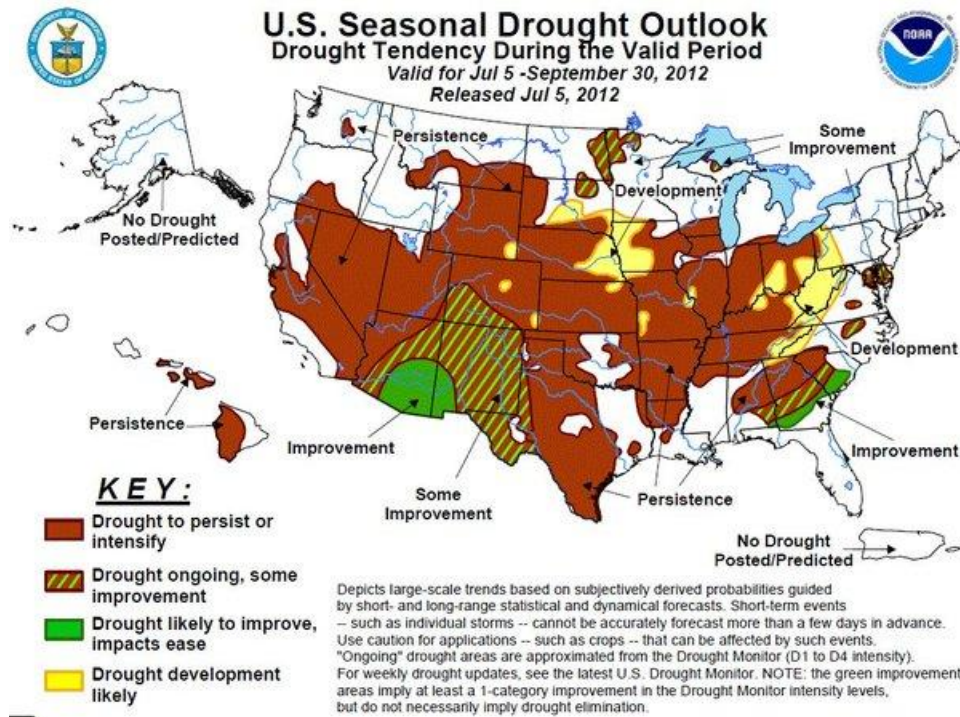 U.S. Seasonal Drought Outlook
Drought Tendency During the Valid Period
Valid for Jul 5 -September 30, 2012
Released Jul 5, 2012
NOAA
Persistence
Some
Improvement
Development
No Drought
Posted/Predicted
Development
Persistence
Improvement
Improvement
Some
Improvement
Persistence
No Drought
Posted/Predicted
KEY:
Drought to persist or
intensify
Drought ongoing, some
improvement
Drought likely to improve,
impacts ease
Drought development
likely
Depicts large-scale trends based on subjectively derived probabilities guided
by short- and long-range statistical and dynamical forecasts. Short-term events
-- such as individual storms -- cannot be accurately forecast more than a few days in advance.
Use caution for applications -- such as crops -- that can be affected by such events.
"Ongoing" drought areas are approximated from the Drought Monitor (D1 to D4 intensity).
For weekly drought updates, see the latest U.S. Drought Monitor. NOTE: the green improvement
areas imply at least a 1-category improvement in the Drought Monitor intensity levels,
but do not necessarily imply drought elimination.